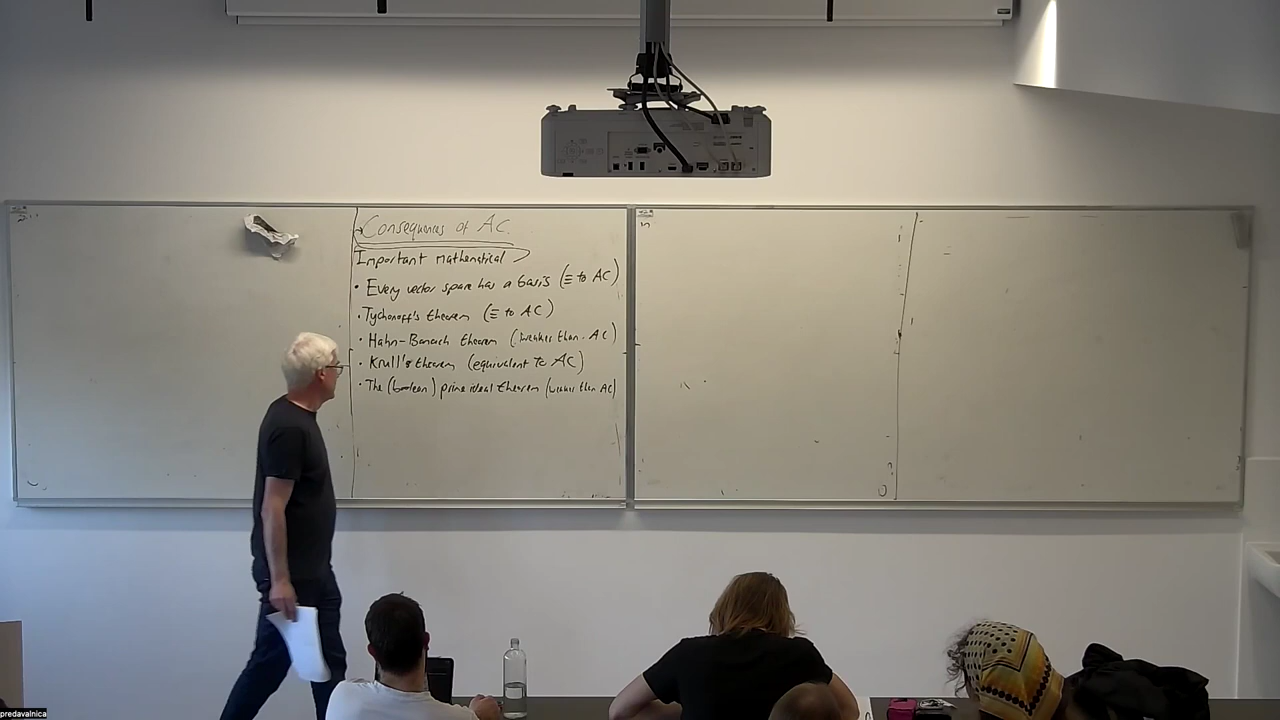 Consequences of AC
Important mathematical
• Every vector space has a basis (≡ to AC)
• Tychonoff's theorem (≡ to AC)
• Hahn-Banach theorem (weaker than AC)
• Krull's theorem (equivalent to AC)
• The (boolean) prime ideal theorem (weaker than AC)
predavalnica